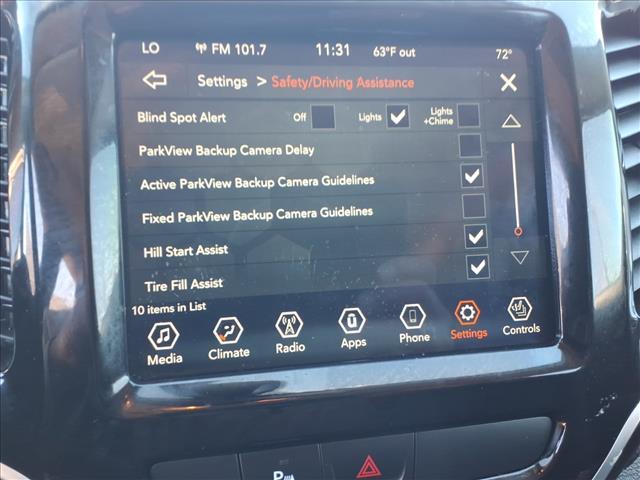 LO FM 101.7 11:31 63°F out 72°
Settings > Safety/Driving Assistance
Blind Spot Alert Off Lights Lights +Chime
ParkView Backup Camera Delay
Active ParkView Backup Camera Guidelines
Fixed ParkView Backup Camera Guidelines
Hill Start Assist
Tire Fill Assist
10 items in List
Media Climate Radio Apps Phone Settings Controls
P